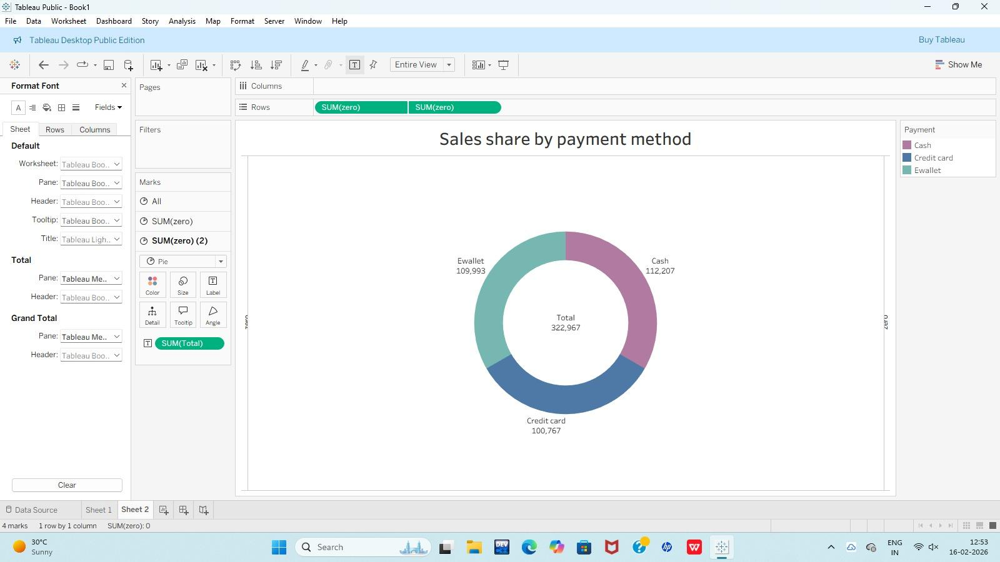 Tableau Public - Book1
File Data Worksheet Dashboard Story Analysis Map Format Server Window Help
Tableau Desktop Public Edition
Buy Tableau
Entire View
Show Me
Format Font
A
Fields
Sheet
Rows
Columns
Default
Worksheet: Tableau Boo..
Pane: Tableau Boo..
Header: Tableau Boo..
Tooltip: Tableau Boo..
Title: Tableau Ligh..
Total
Pane: Tableau Me..
Header: Tableau Boo..
Grand Total
Pane: Tableau Me..
Header: Tableau Boo..
Clear
Pages
Filters
Marks
All
SUM(zero)
SUM(zero) (2)
Pie
Color
Size
Label
Detail
Tooltip
Angle
SUM(Total)
Columns
Rows
SUM(zero)
SUM(zero)
Sales share by payment method
Ewallet
109,993
Cash
112,207
Total
322,967
Credit card
100,767
zero
zero
Payment
Cash
Credit card
Ewallet
Data Source
Sheet 1
Sheet 2
4 marks
1 row by 1 column
SUM(zero): 0
30°C
Sunny
Search
DEV
hp
W
ENG
IN
12:53
16-02-2026